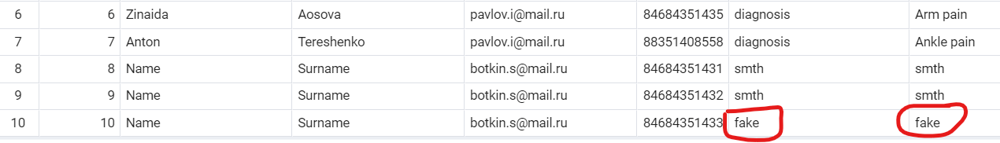 6 6 Zinaida Aosova pavlov.i@mail.ru 84684351435 diagnosis Arm pain
7 7 Anton Tereshenko pavlov.i@mail.ru 88351408558 diagnosis Ankle pain
8 8 Name Surname botkin.s@mail.ru 84684351431 smth smth
9 9 Name Surname botkin.s@mail.ru 84684351432 smth smth
10 10 Name Surname botkin.s@mail.ru 84684351433 fake fake